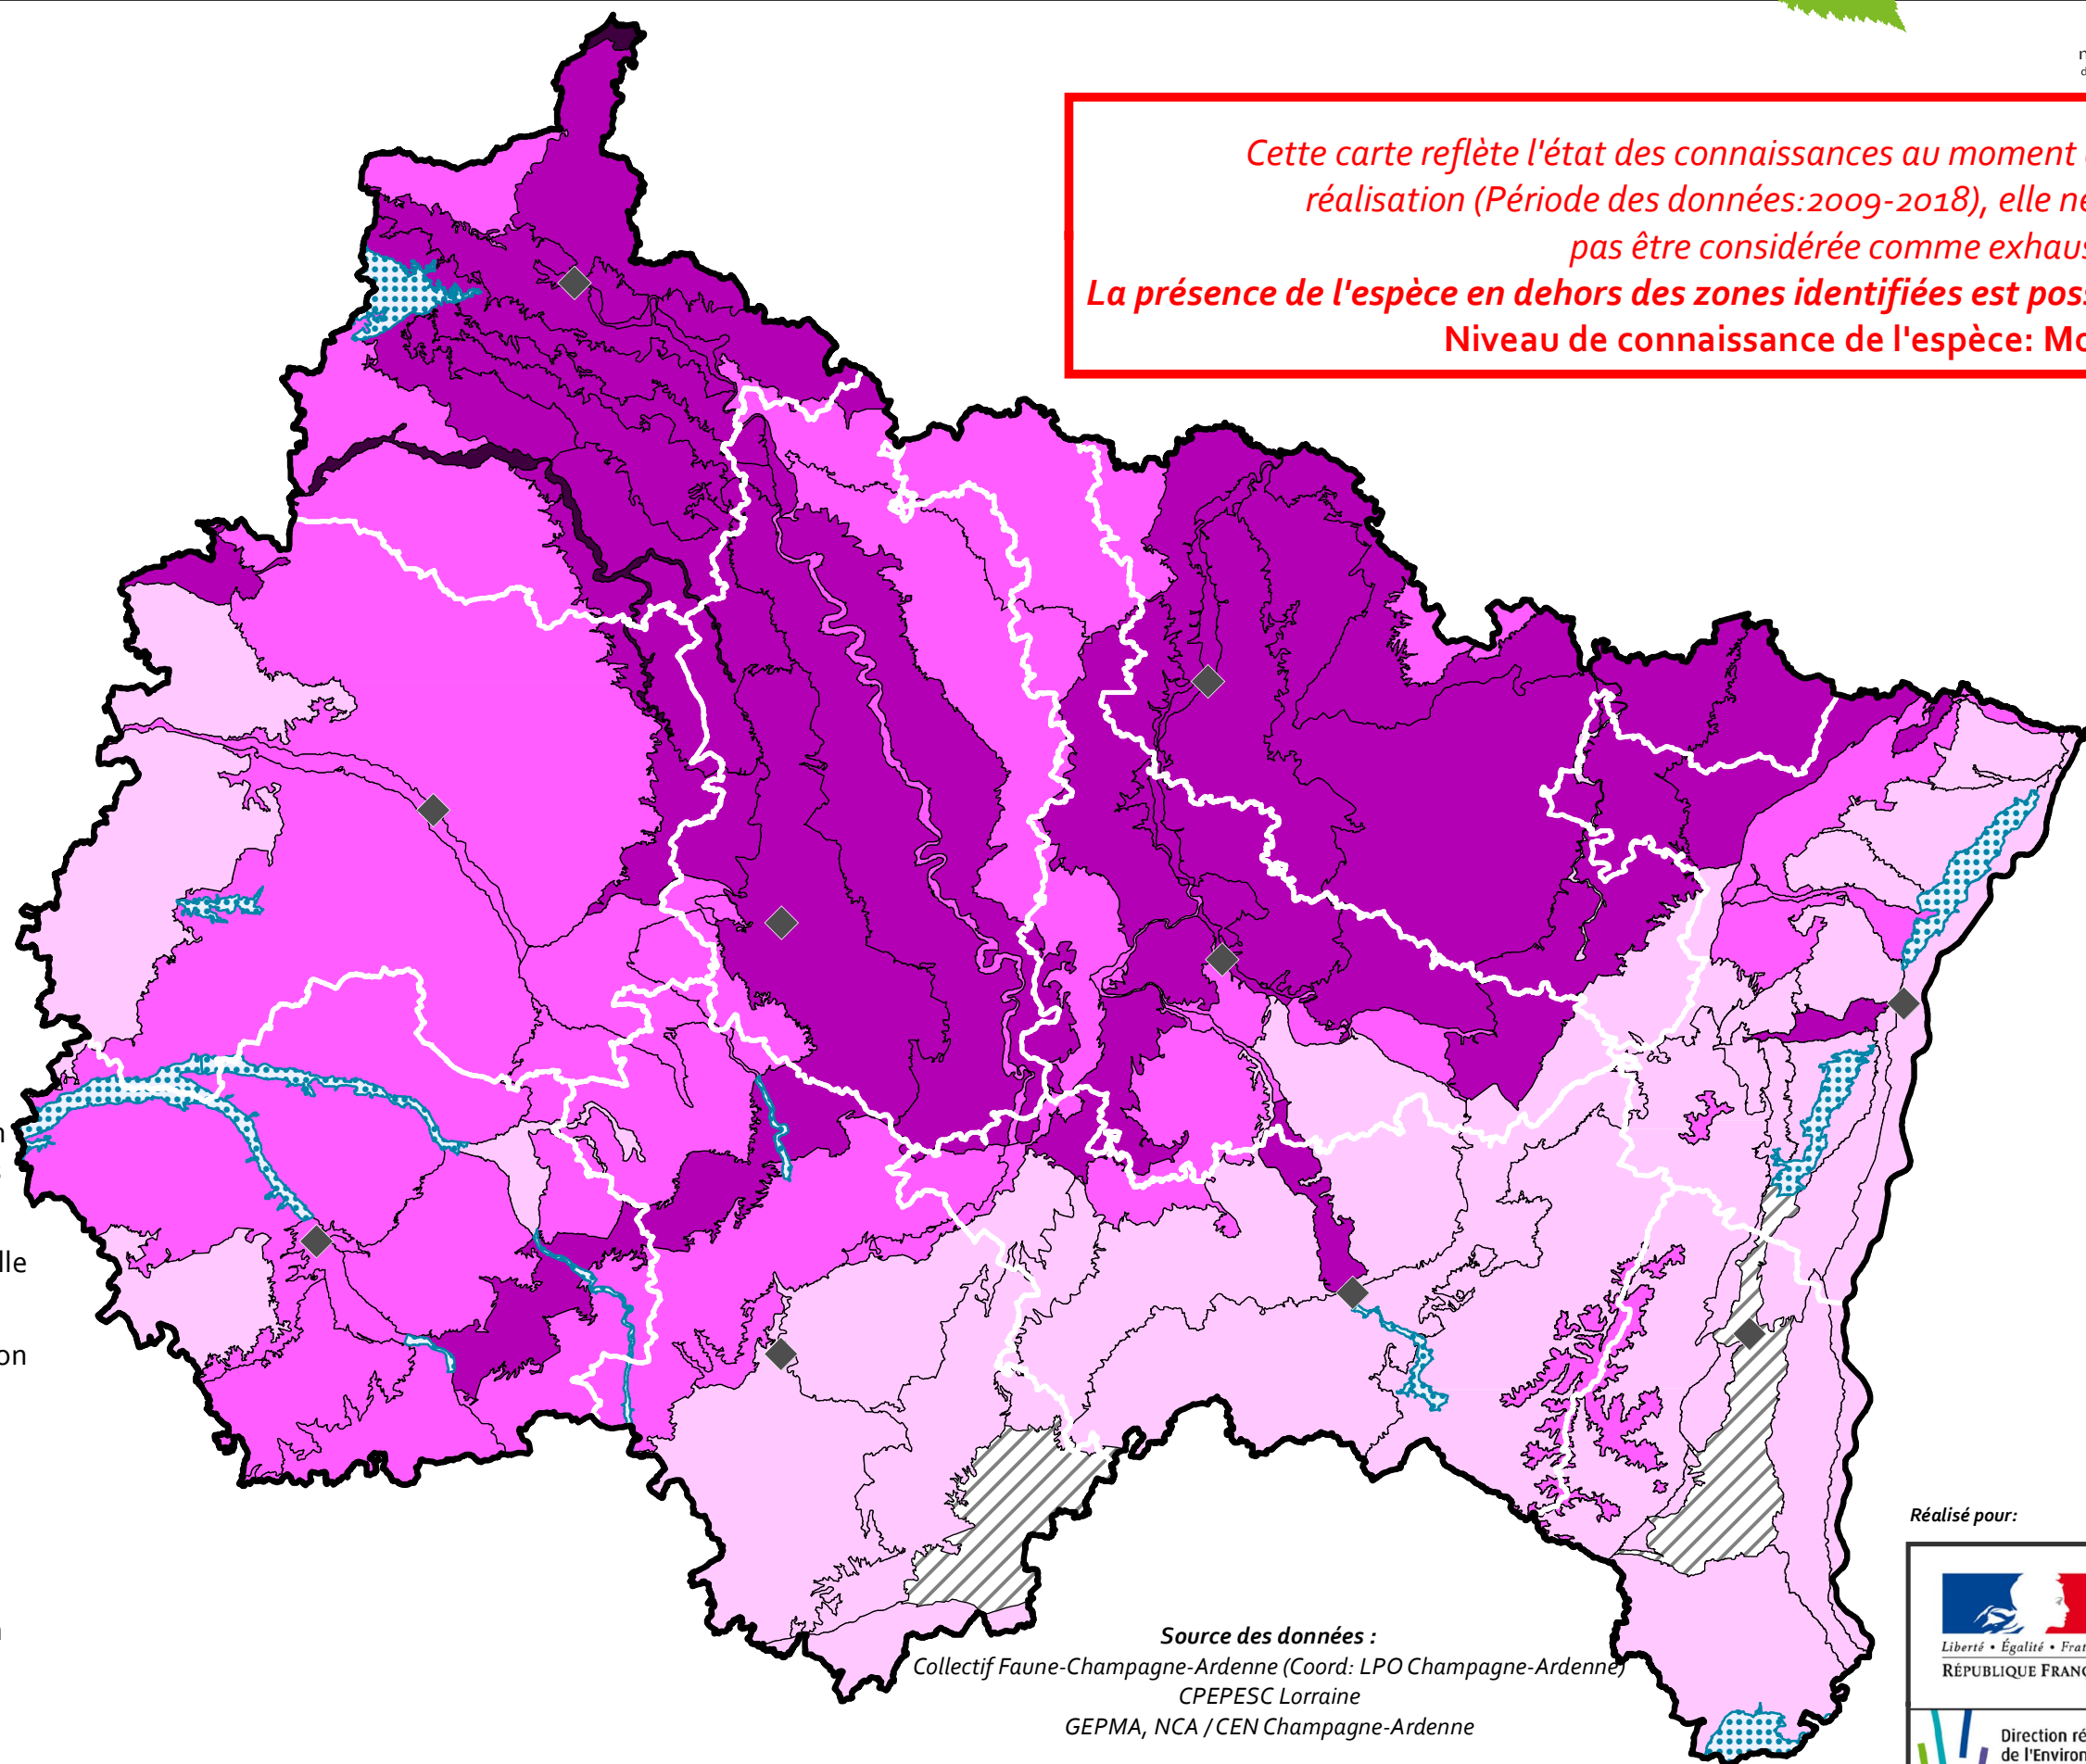 Cette carte reflète l'état des connaissances au moment
réalisation (Période des données:2009-2018), elle ne
pas être considérée comme
La présence de l'espèce en dehors des zones identifiées est
Niveau de connaissance de l'espèce:
lle
on
Réalisé pour:
Source des données :
Collectif Faune-Champagne-Ardenne (Coord: LPO Champagne-Ardenne)
CPEPESC Lorraine
GEPMA, NCA / CEN Champagne-Ardenne
Liberté • Égalité •
RÉPUBLIQUE
Direction
de